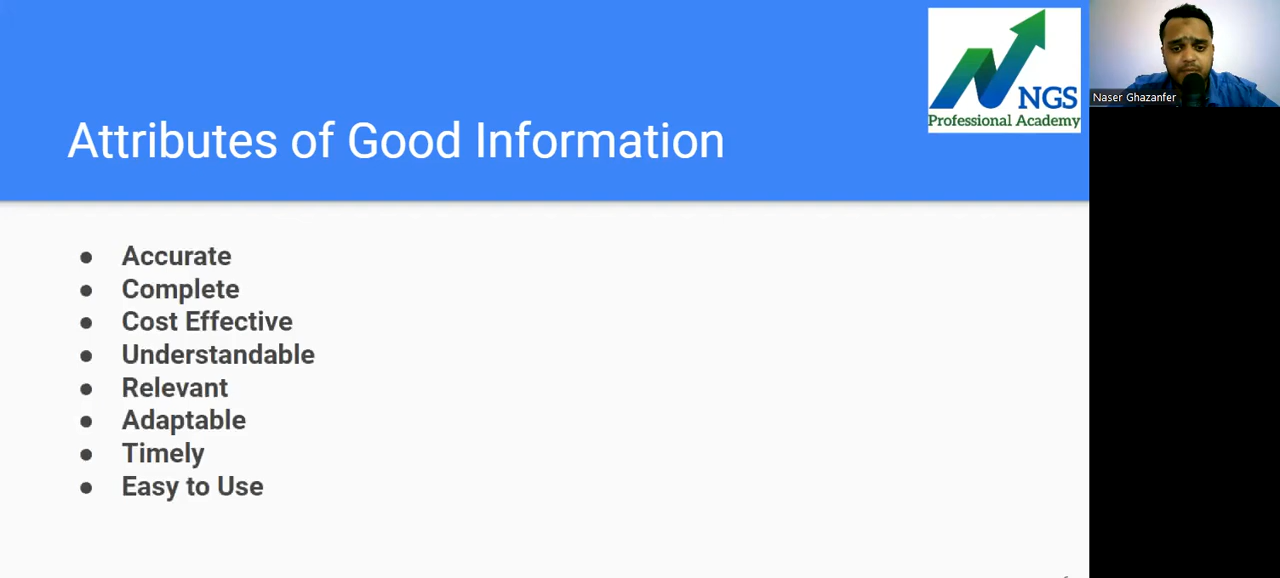 NGS
Professional Academy
Naser Ghazanfer
Attributes of Good Information
● Accurate
● Complete
● Cost Effective
● Understandable
● Relevant
● Adaptable
● Timely
● Easy to Use